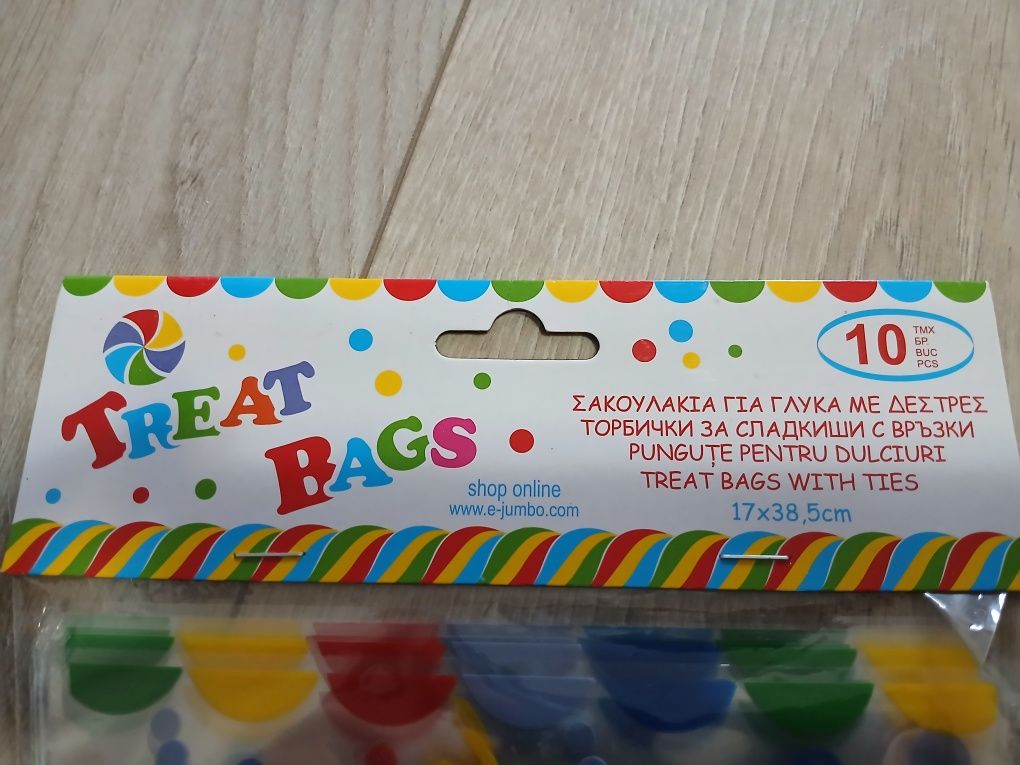 TREAT
BAGS
shop online
www.e-jumbo.com
10 ΤΜΧ
БР.
BUC
PCS
ΣΑΚΟΥΛΑΚΙΑ ΓΙΑ ΓΛΥΚΑ ΜΕ ΔΕΣΤΡΕΣ
ТОРБИЧКИ ЗА СЛАДКИШИ С ВРЪЗКИ
PUNGUȚE PENTRU DULCIURI
TREAT BAGS WITH TIES
17x38,5cm